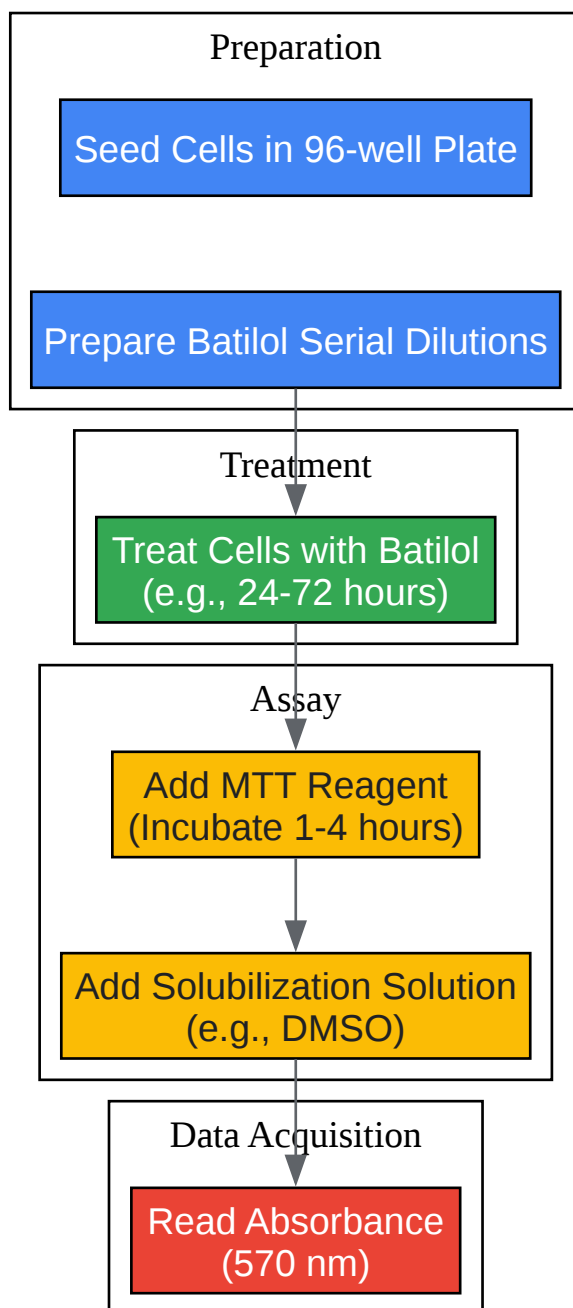 Preparation
Seed Cells in 96-well Plate
Prepare Batilol Serial Dilutions
Treatment
Treat Cells with Batilol
(e.g., 24-72 hours)
Assay
Add MTT Reagent
(Incubate 1-4 hours)
Add Solubilization Solution
(e.g., DMSO)
Data Acquisition
Read Absorbance
(570 nm)